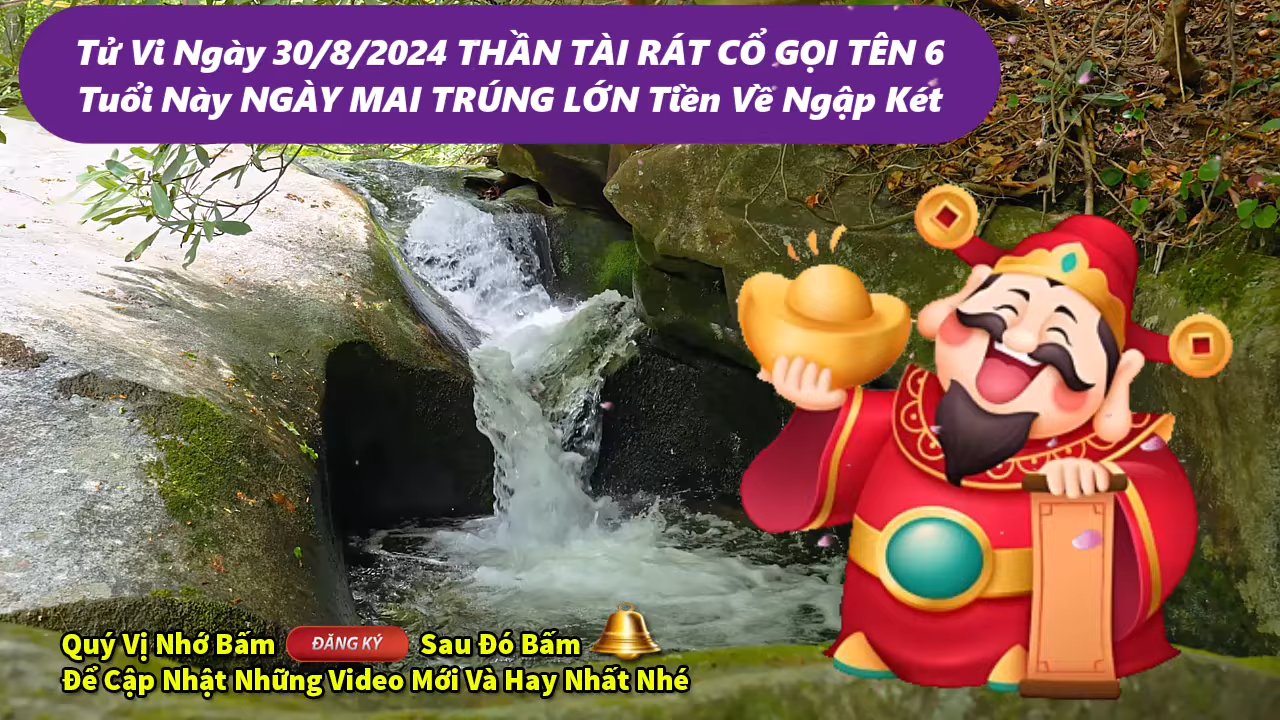 Tử Vi Ngày 30/8/2024 THẦN TÀI RÁT CỔ GỌI TÊN 6
Tuổi Này NGÀY MAI TRÚNG LỚN Tiền Về Ngập Két
Quý Vị Nhớ Bấm ĐĂNG KÝ Sau Đó Bấm
Để Cập Nhật Những Video Mới Và Hay Nhất Nhé